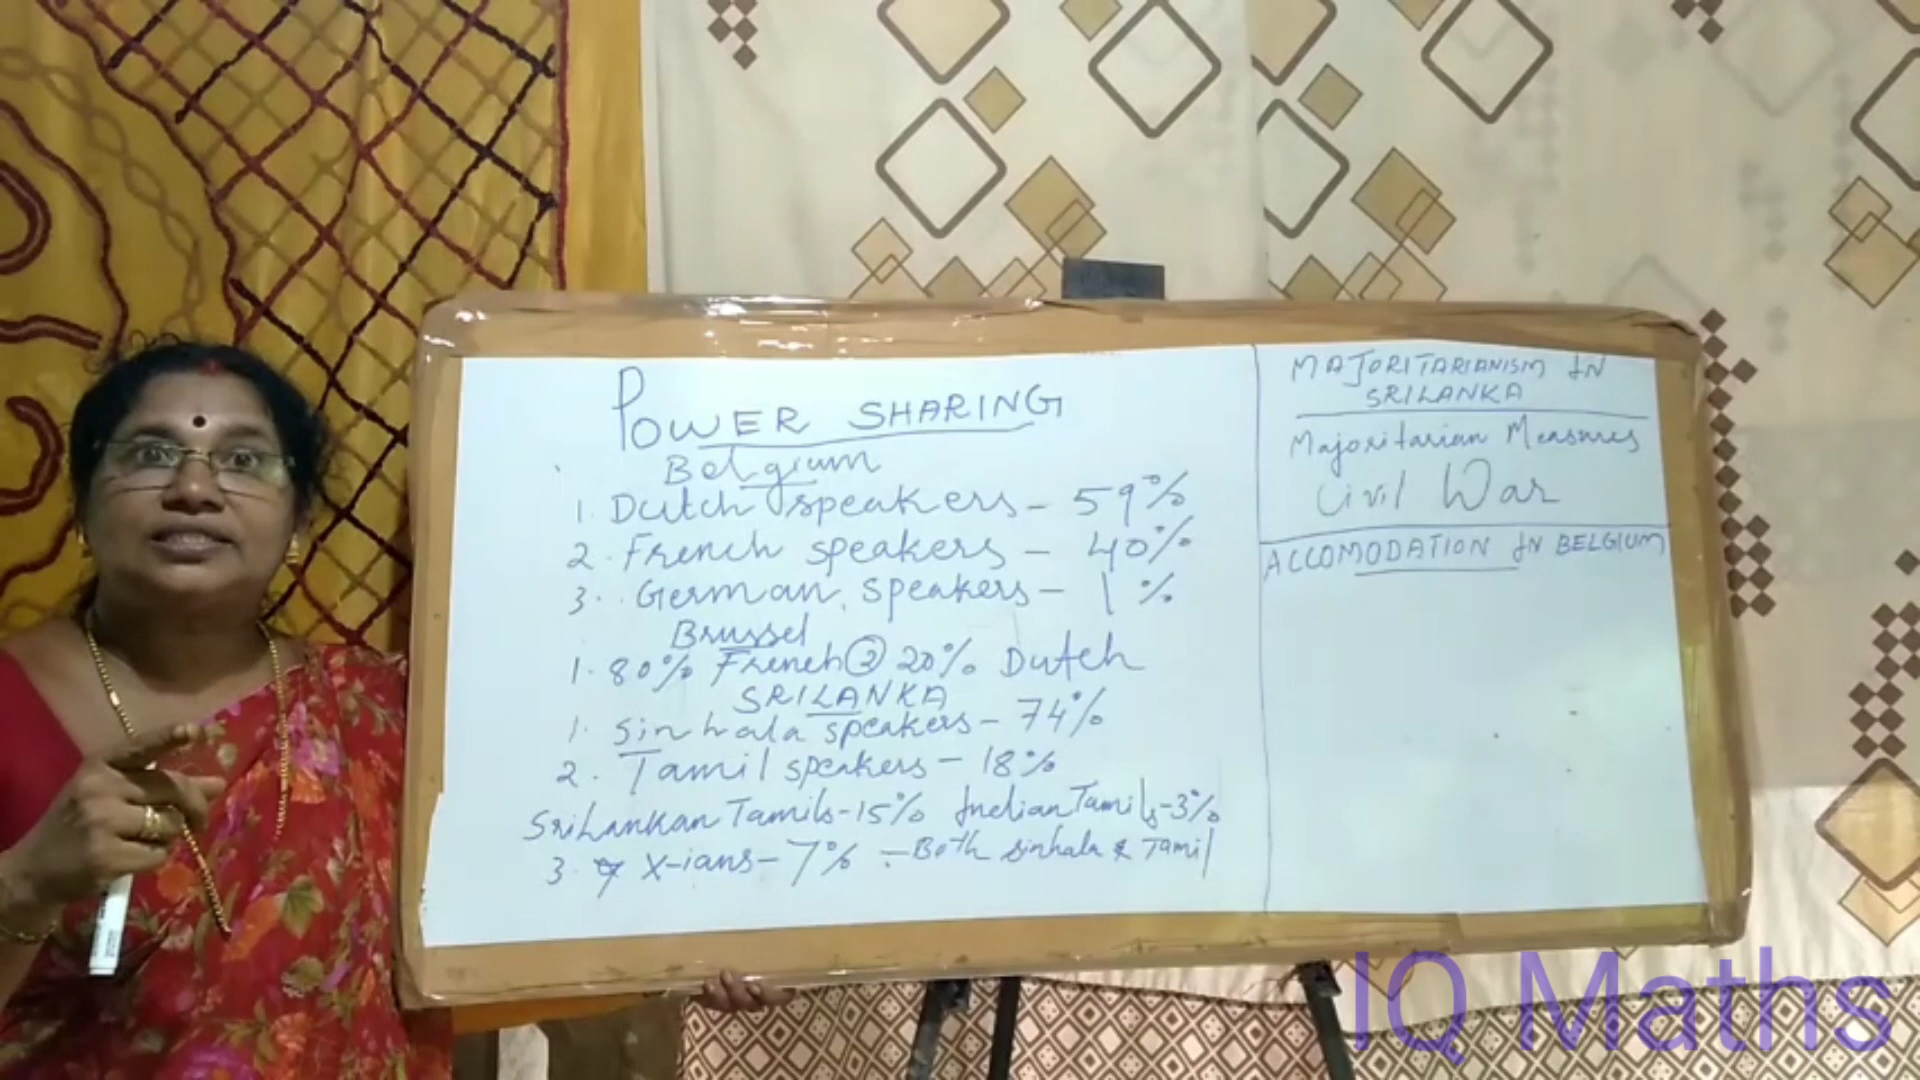 POWER SHARING
Belgium
1. Dutch speakers - 59%
2. French speakers - 40%
3. German speakers - 1%
Brussel
1. 80% French ② 20% Dutch
SRILANKA
1. Sinhala speakers - 74%
2. Tamil speakers - 18%
SriLankan Tamils - 15% Indian Tamils - 3%
3. X-ians - 7% - Both sinhala & Tamil
MAJORITARIANISM IN
SRILANKA
Majoritarian Measures
Civil War
ACCOMODATION IN BELGIUM
IQ Maths